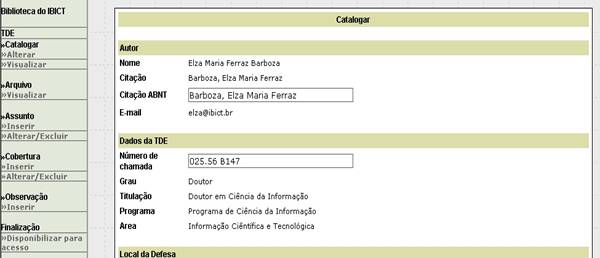 Biblioteca do IBICT
TDE
»Catalogar
»Alterar
»Visualizar
»Arquivo
»Visualizar
»Assunto
»Inserir
»Alterar/Excluir
»Cobertura
»Inserir
»Alterar/Excluir
»Observação
»Inserir
Finalização
»Disponibilizar para
acesso
Catalogar
Autor
Nome Elza Maria Ferraz Barboza
Citação Barboza, Elza Maria Ferraz
Citação ABNT Barboza, Elza Maria Ferraz
E-mail elza@ibict.br
Dados da TDE
Número de
chamada 025.56 B147
Grau Doutor
Titulação Doutor em Ciência da Informação
Programa Programa de Ciência da Informação
Area Informação Ciêntífica e Tecnológica
Local da Defesa